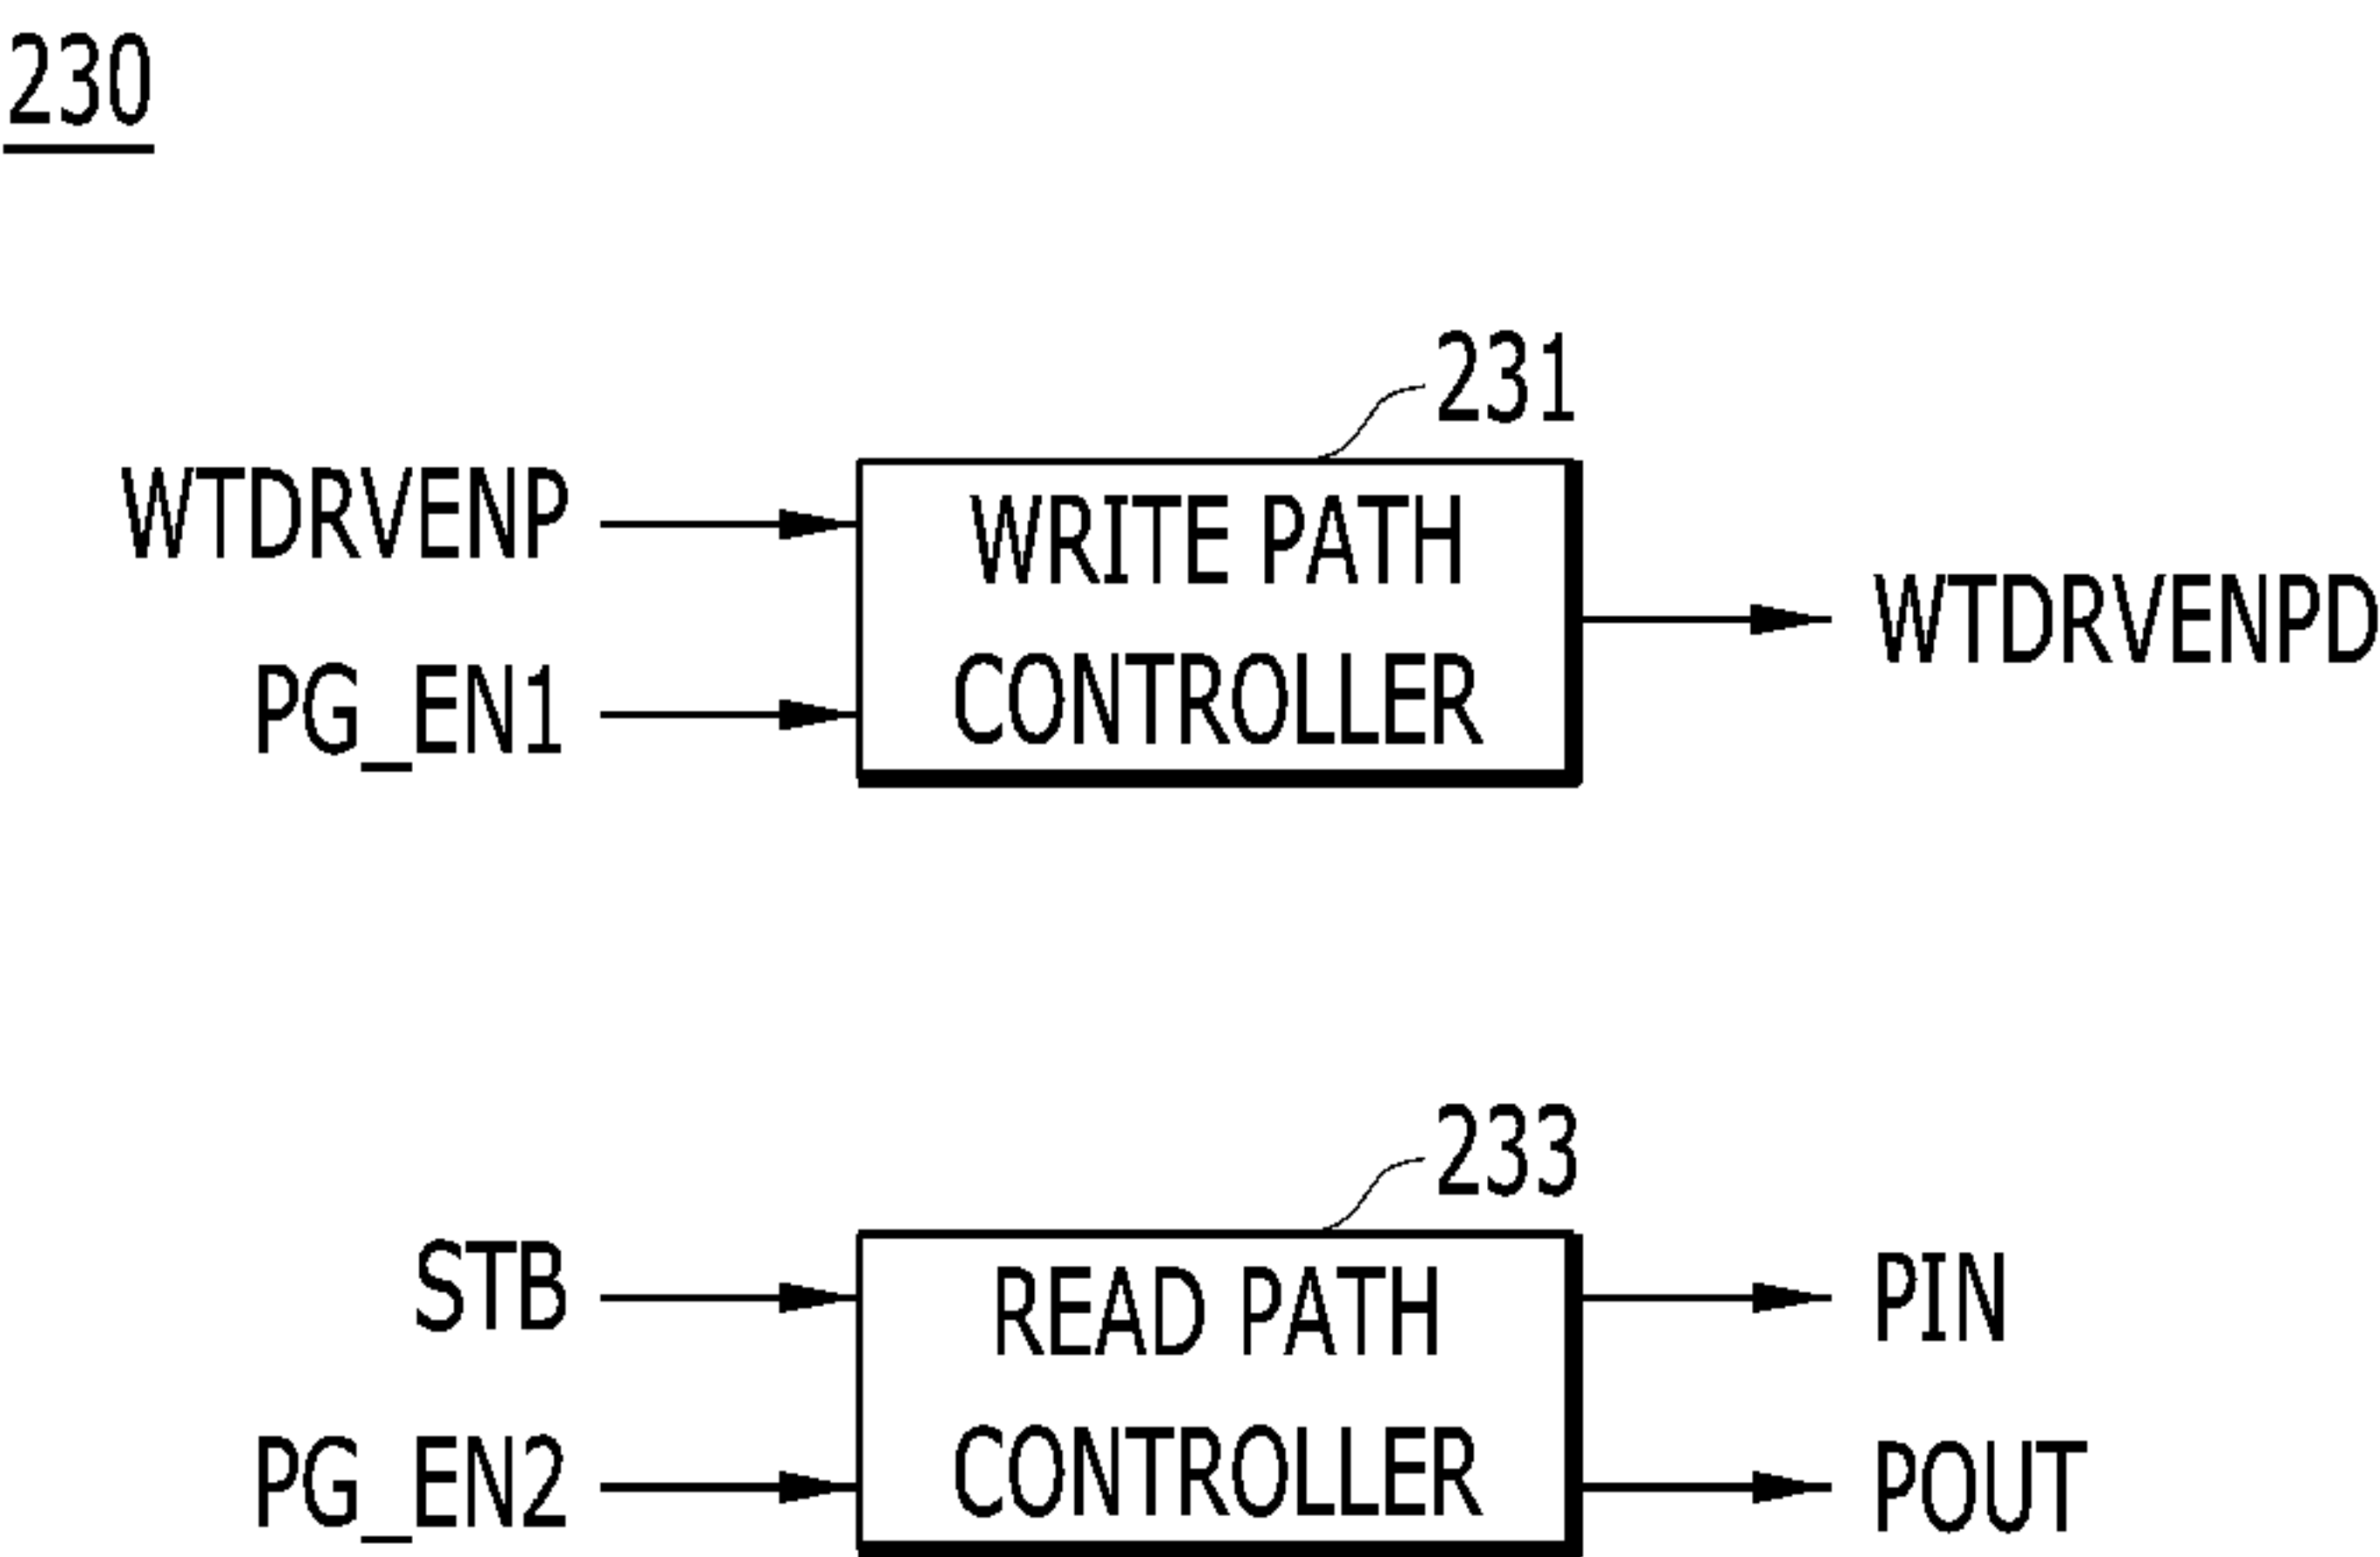 230
231
WTDRVENP
WRITE PATH
WTDRVENPD
PG_EN1
CONTROLLER
233
STB
READ PATH
PIN
PG_EN2
CONTROLLER
POUT